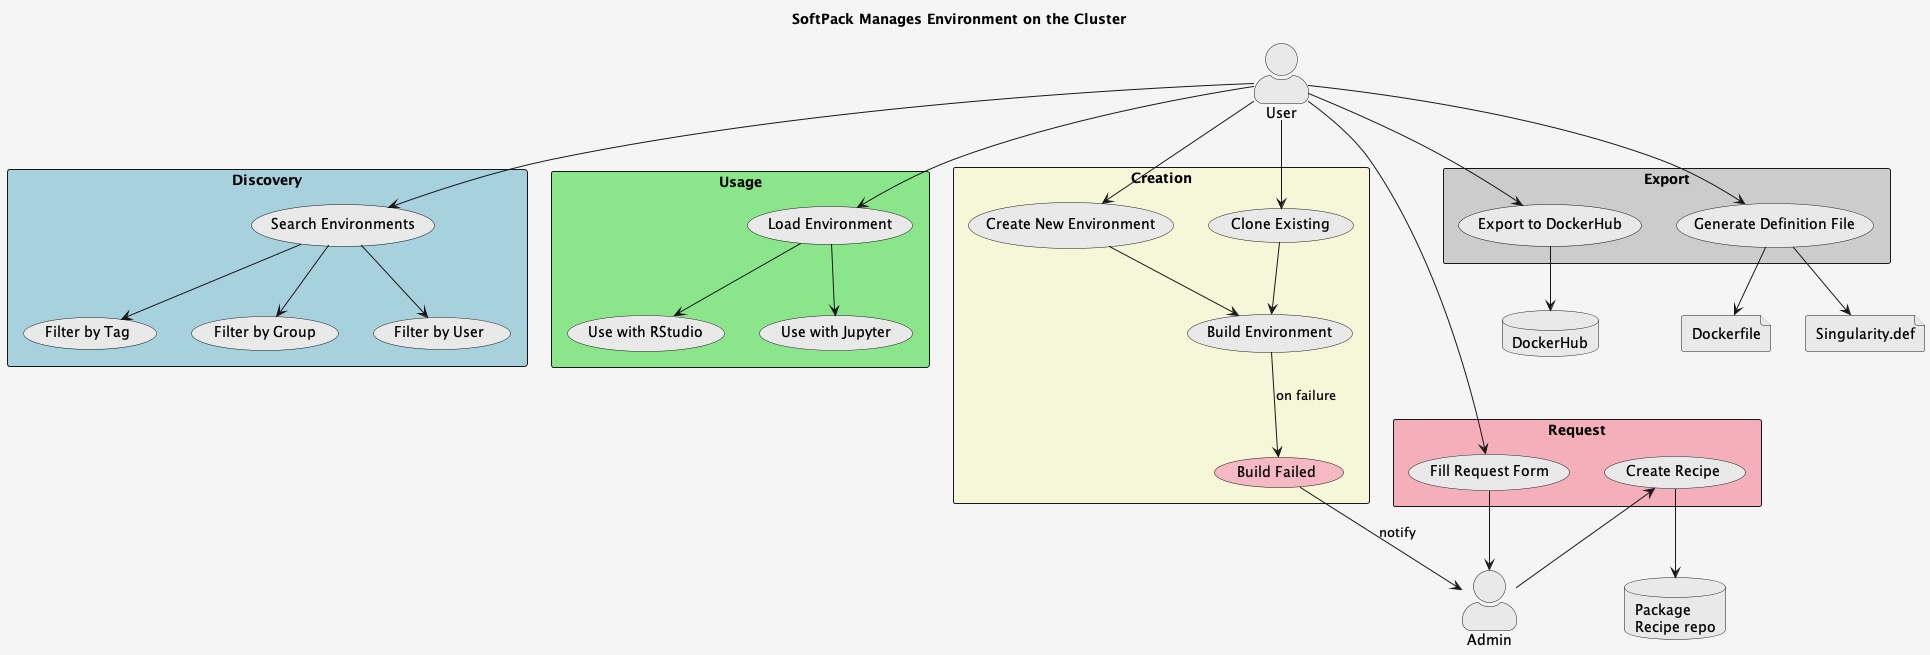 SoftPack Manages Environment on the Cluster
User
Discovery
Search Environments
Filter by Tag
Filter by Group
Filter by User
Usage
Load Environment
Use with RStudio
Use with Jupyter
Creation
Create New Environment
Clone Existing
Build Environment
on failure
Build Failed
notify
Export
Export to DockerHub
Generate Definition File
DockerHub
Dockerfile
Singularity.def
Request
Fill Request Form
Create Recipe
Admin
Package
Recipe repo